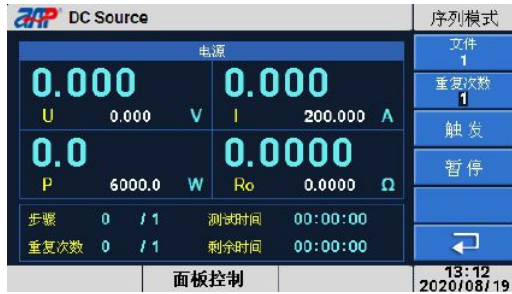 AAP DC Source
序列模式
电源
0.000
U 0.000 V
0.000
I 200.000 A
0.0
P 6000.0 W
0.0000
Ro 0.0000 Ω
步骤 0 / 1 测试时间 00:00:00
重复次数 0 / 1 剩余时间 00:00:00
文件
1
重复次数
1
触 发
暂 停
面板控制
13:12
2020/08/19